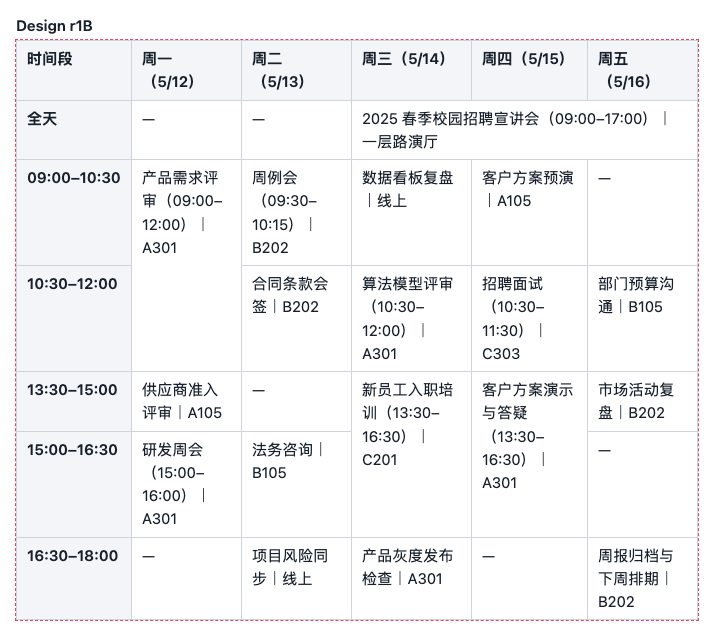 Design r1B
时间段
周一
（5/12）
周二
（5/13）
周三（5/14）
周四（5/15）
周五
（5/16）
全天
—
—
2025 春季校园招聘宣讲会（09:00–17:00）｜
一层路演厅
09:00–10:30
产品需求评
审（09:00–
12:00）｜
A301
周例会
（09:30–
10:15）｜
B202
数据看板复盘
｜线上
客户方案预演
｜A105
—
10:30–12:00
合同条款会
签｜B202
算法模型评审
（10:30–
12:00）｜
A301
招聘面试
（10:30–
11:30）｜
C303
部门预算沟
通｜B105
13:30–15:00
供应商准入
评审｜A105
—
新员工入职培
训（13:30–
16:30）｜
C201
客户方案演示
与答疑
（13:30–
16:30）｜
A301
市场活动复
盘｜B202
15:00–16:30
研发周会
（15:00–
16:00）｜
A301
法务咨询｜
B105
—
16:30–18:00
—
项目风险同
步｜线上
产品灰度发布
检查｜A301
—
周报归档与
下周排期｜
B202